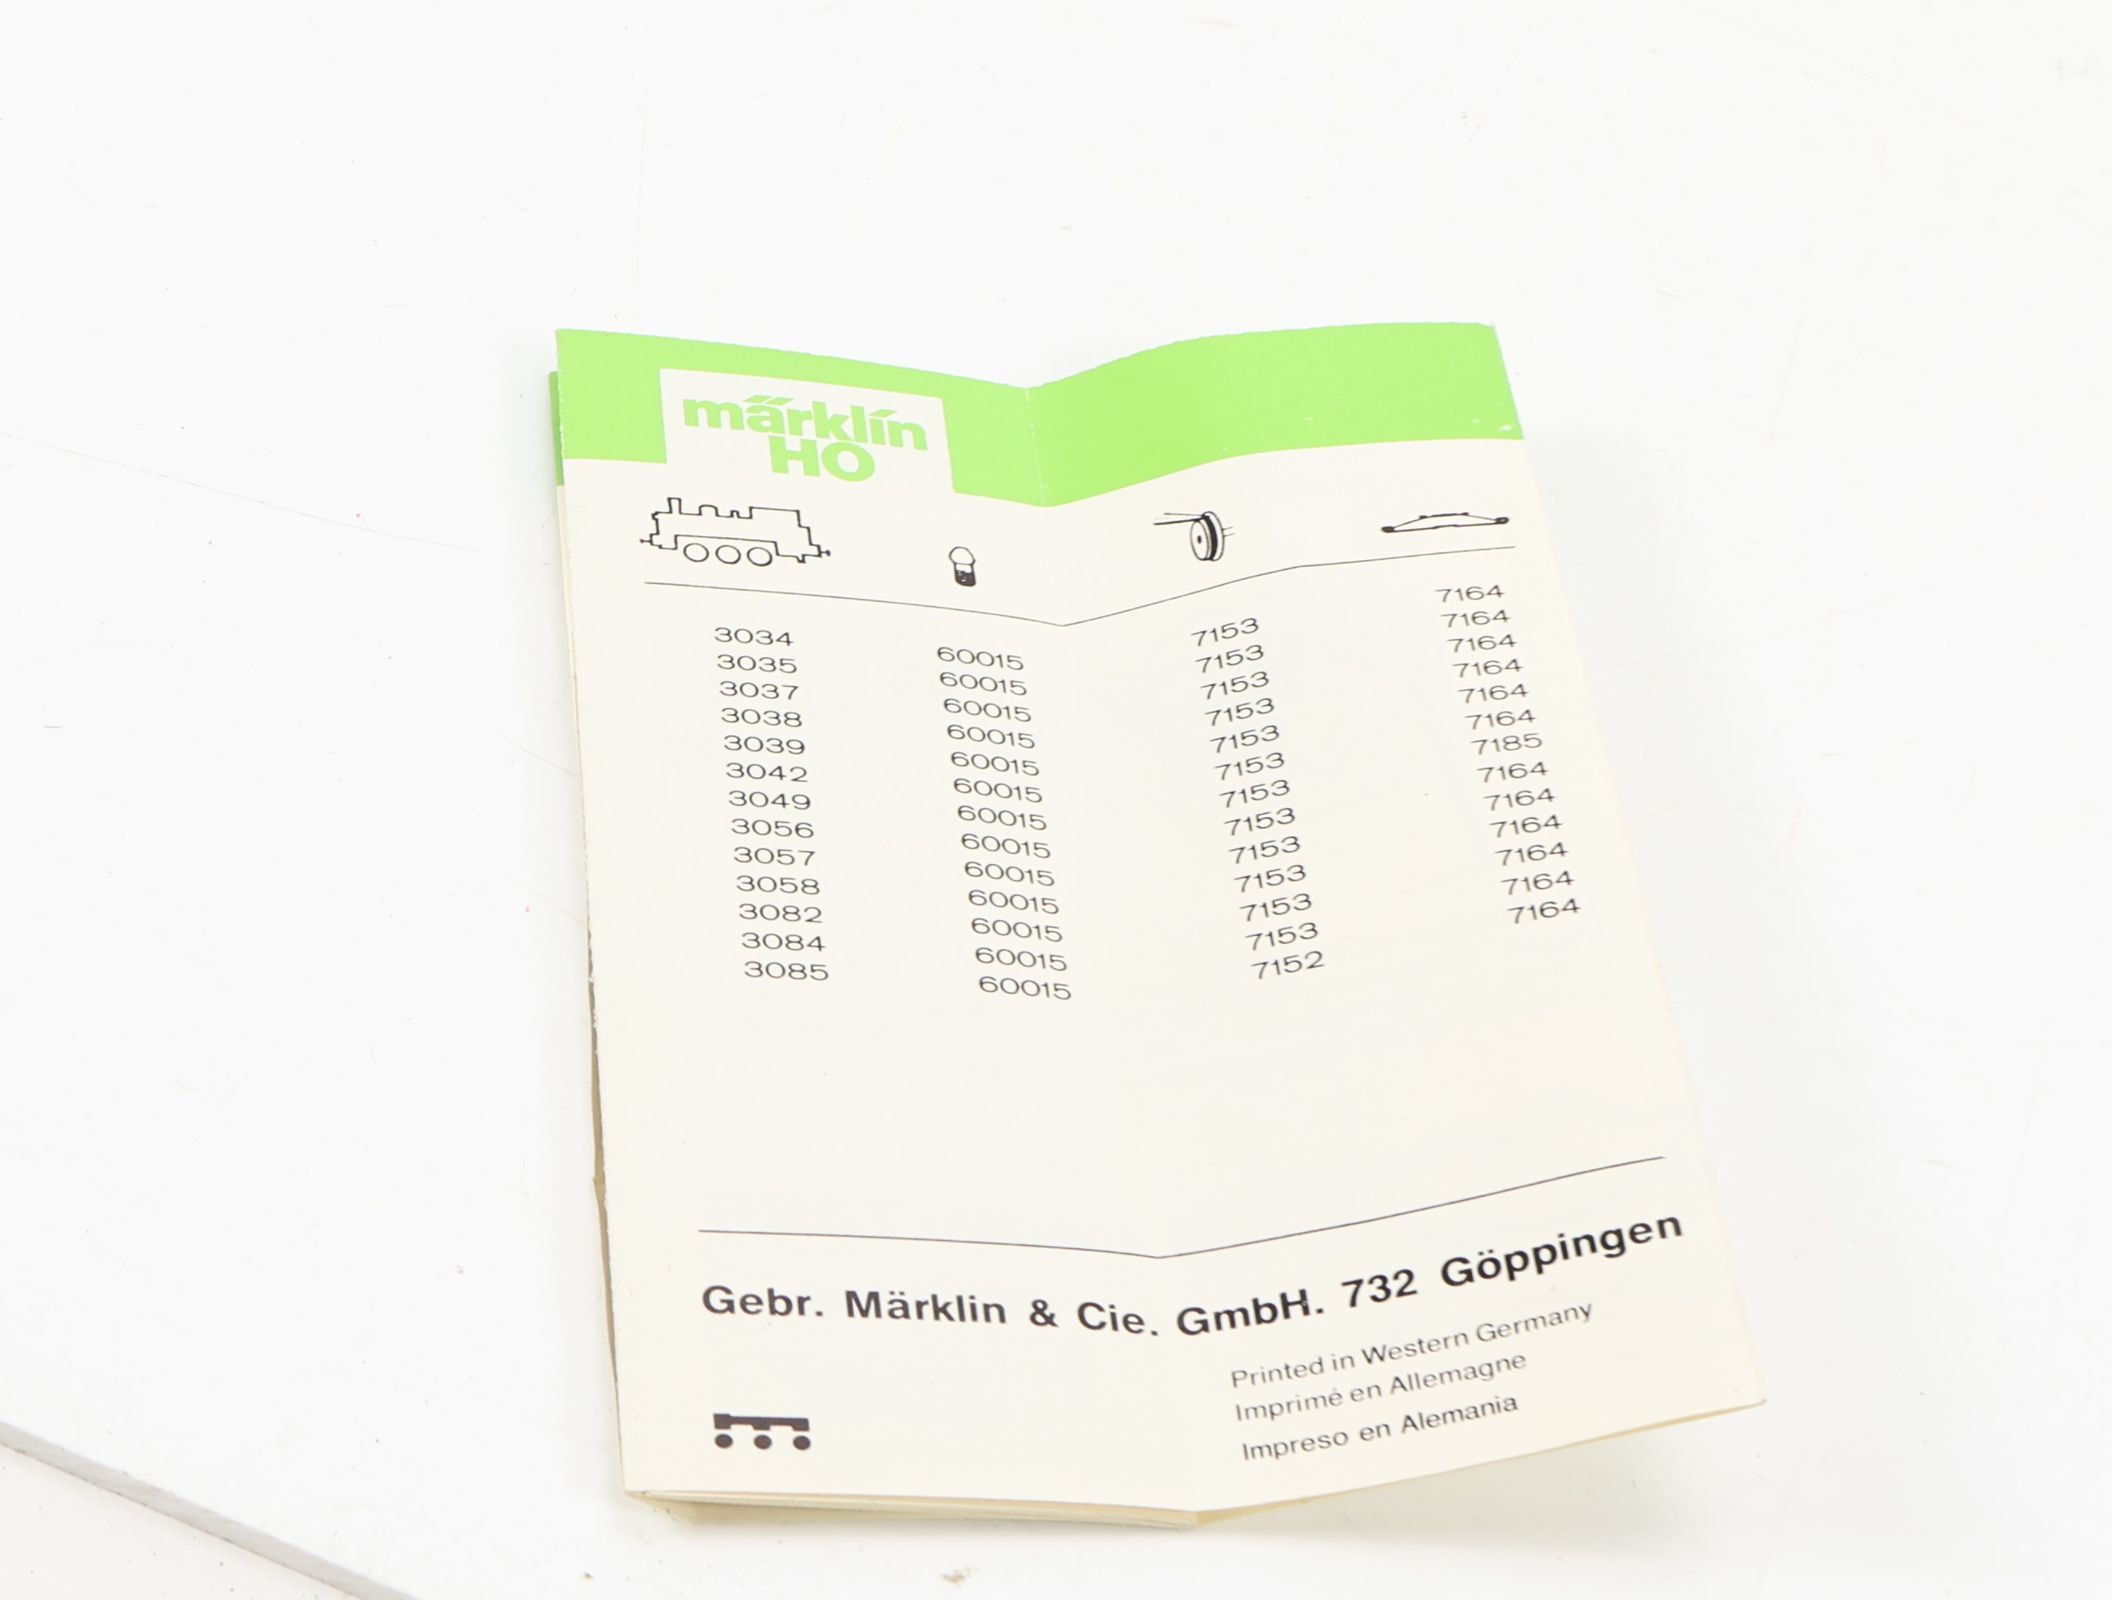 märklin
HO
3034 60015 7153 7164
3035 60015 7153 7164
3037 60015 7153 7164
3038 60015 7153 7164
3039 60015 7153 7164
3042 60015 7153 7164
3049 60015 7153 7185
3056 60015 7153 7164
3057 60015 7153 7164
3058 60015 7153 7164
3082 60015 7153 7164
3084 60015 7153 7164
3085 60015 7152 7164
Gebr. Märklin & Cie. GmbH. 732 Göppingen
Printed in Western Germany
Imprimé en Allemagne
Impreso en Alemania